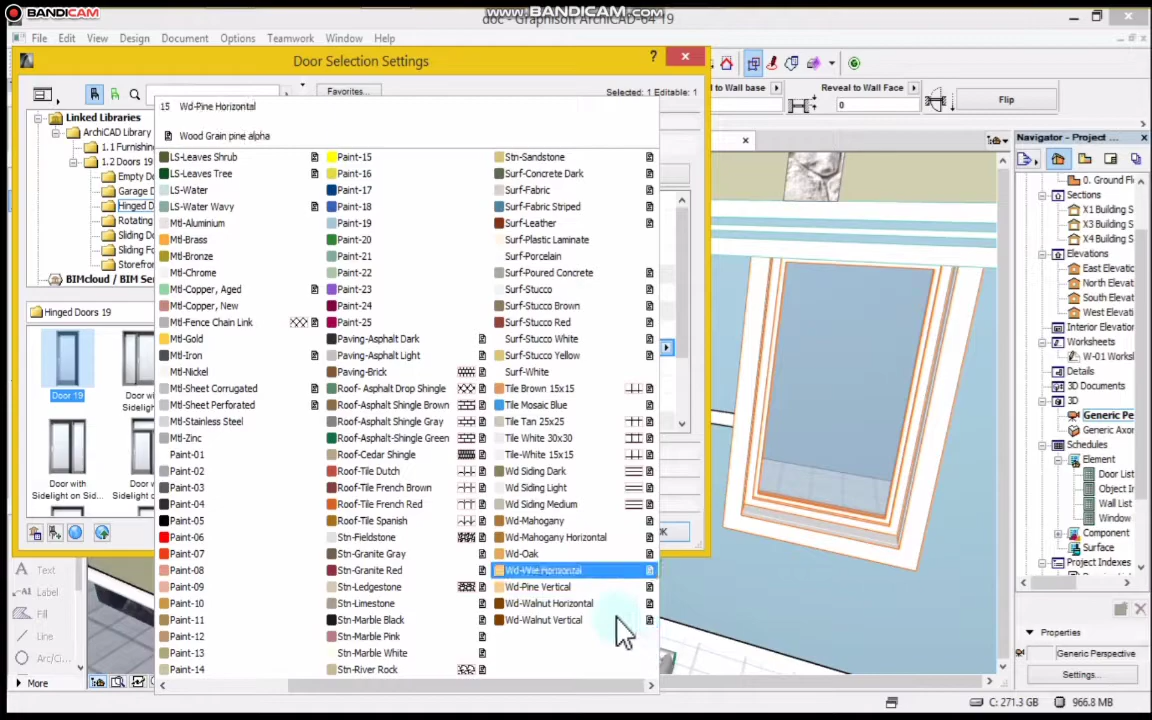 BANDICAM
www.BANDICAM.com
doc - Graphisoft ArchiCAD-64 19
File Edit View Design Document Options Teamwork Window Help
Door Selection Settings
?
Favorites...
Selected: 1 Editable: 1
to Wall base
Reveal to Wall Face
0
Flip
Linked Libraries
ArchiCAD Library
1.1 Furnishin
1.2 Doors 19
Empty D
Garage D
Hinged D
Rotating
Sliding Do
Sliding Fo
Storefron
BIMcloud / BIM Ser
Hinged Doors 19
Door 19
Door wit
Sidelight
Door with
Sidelight on Sid...
Door wit
Sidelight
15 Wd-Pine Horizontal
Wood Grain pine alpha
LS-Leaves Shrub
LS-Leaves Tree
LS-Water
LS-Water Wavy
Mtl-Aluminium
Mtl-Brass
Mtl-Bronze
Mtl-Chrome
Mtl-Copper, Aged
Mtl-Copper, New
Mtl-Fence Chain Link
Mtl-Gold
Mtl-Iron
Mtl-Nickel
Mtl-Sheet Corrugated
Mtl-Sheet Perforated
Mtl-Stainless Steel
Mtl-Zinc
Paint-01
Paint-02
Paint-03
Paint-04
Paint-05
Paint-06
Paint-07
Paint-08
Paint-09
Paint-10
Paint-11
Paint-12
Paint-13
Paint-14
Paint-15
Paint-16
Paint-17
Paint-18
Paint-19
Paint-20
Paint-21
Paint-22
Paint-23
Paint-24
Paint-25
Paving-Asphalt Dark
Paving-Asphalt Light
Paving-Brick
Roof- Asphalt Drop Shingle
Roof-Asphalt Shingle Brown
Roof-Asphalt Shingle Gray
Roof-Asphalt-Shingle Green
Roof-Cedar Shingle
Roof-Tile Dutch
Roof-Tile French Brown
Roof-Tile French Red
Roof-Tile Spanish
Stn-Fieldstone
Stn-Granite Gray
Stn-Granite Red
Stn-Ledgestone
Stn-Limestone
Stn-Marble Black
Stn-Marble Pink
Stn-Marble White
Stn-River Rock
Stn-Sandstone
Surf-Concrete Dark
Surf-Fabric
Surf-Fabric Striped
Surf-Leather
Surf-Plastic Laminate
Surf-Porcelain
Surf-Poured Concrete
Surf-Stucco
Surf-Stucco Brown
Surf-Stucco Red
Surf-Stucco White
Surf-Stucco Yellow
Surf-White
Tile Brown 15x15
Tile Mosaic Blue
Tile Tan 25x25
Tile White 30x30
Tile-White 15x15
Wd Siding Dark
Wd Siding Light
Wd Siding Medium
Wd-Mahogany
Wd-Mahogany Horizontal
Wd-Oak
Wd-Pine Vertical
Wd-Walnut Horizontal
Wd-Walnut Vertical
OK
Text
Label
Fill
Line
Arc/Ci...
More
Navigator - Project ...
0. Ground Fl
Sections
X1 Building S
X3 Building S
X4 Building S
Elevations
East Elevatio
North Elevat
South Elevat
West Elevati
Interior Elevation
Worksheets
W-01 Worksl
Details
3D Documents
3D
Generic Pe
Generic Axon
Schedules
Element
Door List
Object In
Wall List
Window
Component
Surface
Project Indexes
Properties
Generic Perspective
Settings...
C: 271.3 GB
966.8 MB